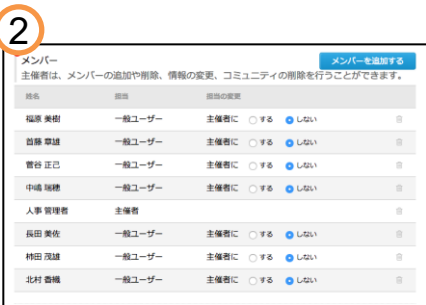 2
メンバー
メンバーを追加する
主催者は、メンバーの追加や削除、情報の変更、コミュニティの削除を行うことができます。
姓名 担当 担当の変更
福原 美樹 一般ユーザー 主催者に する しない
首藤 章雄 一般ユーザー 主催者に する しない
菅谷 正己 一般ユーザー 主催者に する しない
中嶋 瑞穂 一般ユーザー 主催者に する しない
人事 管理者 主催者
長田 美佐 一般ユーザー 主催者に する しない
柿田 茂雄 一般ユーザー 主催者に する しない
北村 香織 一般ユーザー 主催者に する しない